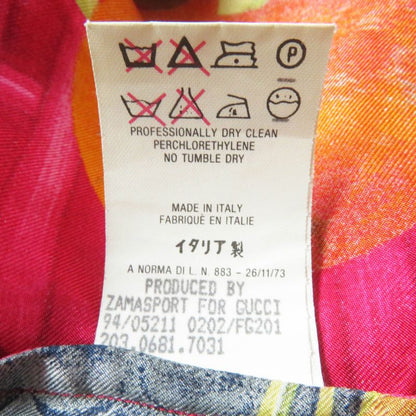 P
PROFESSIONALLY DRY CLEAN
PERCHLORETHYLENE
NO TUMBLE DRY
MADE IN ITALY
FABRIQUÈ EN ITALIE
イタリア製
A NORMA DI L. N. 883 - 26/11/73
PRODUCED BY
ZAMASPORT FOR GUCCI
94/05211 0202/FG201
203.0681.7031